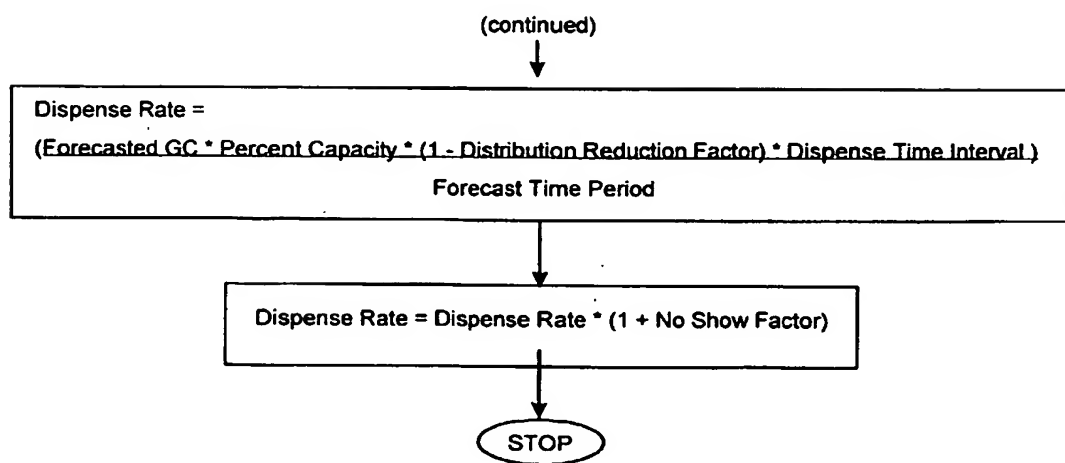 (continued)
Dispense Rate =
(Forecasted GC * Percent Capacity * (1 - Distribution Reduction Factor) * Dispense Time Interval )
Forecast Time Period
Dispense Rate = Dispense Rate * (1 + No Show Factor)
STOP